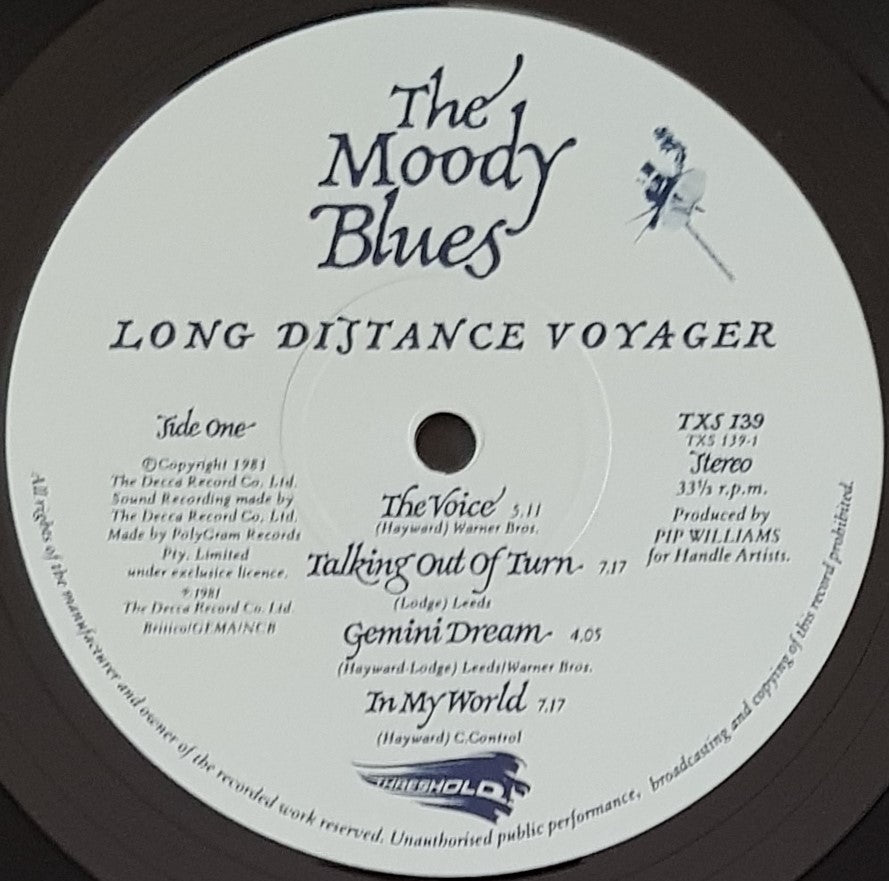 The
Moody
Blues
LONG DISTANCE VOYAGER
Side One
©Copyright 1981
The Decca Record Co. Ltd.
Sound Recording made by
The Decca Record Co. Ltd.
Made by PolyGram Records
Pty. Limited
under exclusice licence.
℗ 1981
The Decca Record Co. Ltd
Britico/GEMA/NCB
TXS 139
TXS 139-1
Stereo
33⅓ r.p.m.
Produced by
PIP WILLIAMS
for Handle Artists.
The Voice 5.11
(Hayward) Warner Bros.
Talking Out Of Turn 7.17
(Lodge) Leeds
Gemini Dream 4.05
(Hayward-Lodge) Leeds/Warner Bros.
In My World 7.17
(Hayward) C.Control
THRESHOLD
All rights of the manufacturer and owner of the recorded work reserved. Unauthorised public performance, broadcasting and copying of this record prohibited.